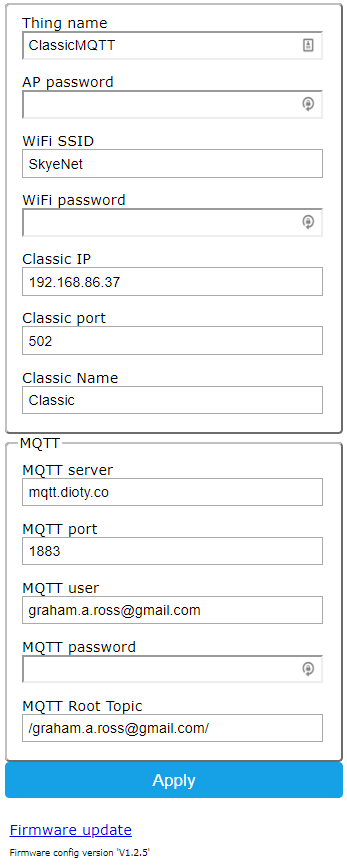 Thing name
ClassicMQTT
AP password
WiFi SSID
SkyeNet
WiFi password
Classic IP
192.168.86.37
Classic port
502
Classic Name
Classic
MQTT
MQTT server
mqtt.dioty.co
MQTT port
1883
MQTT user
graham.a.ross@gmail.com
MQTT password
MQTT Root Topic
/graham.a.ross@gmail.com/
Apply
Firmware update
Firmware config version 'V1.2.5'